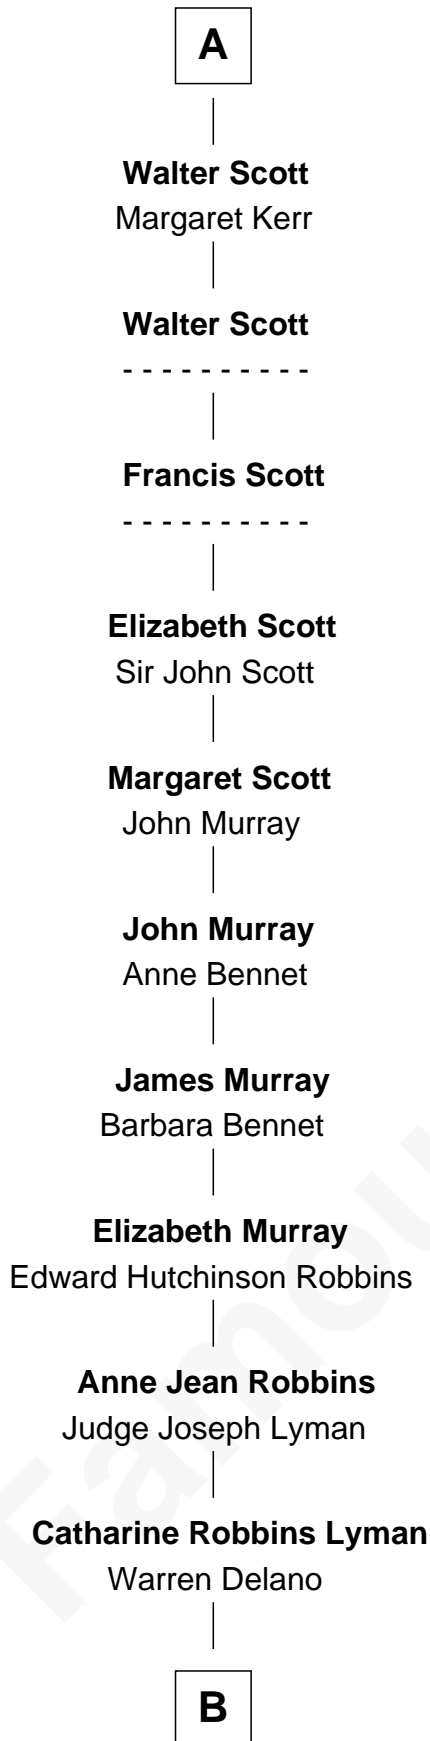 A
Walter Scott
Margaret Kerr
Walter Scott
- - - - - - - - - -
Francis Scott
- - - - - - - - - -
Elizabeth Scott
Sir John Scott
Margaret Scott
John Murray
John Murray
Anne Bennet
James Murray
Barbara Bennet
Elizabeth Murray
Edward Hutchinson Robbins
Anne Jean Robbins
Judge Joseph Lyman
Catharine Robbins Lyman
Warren Delano
B
Famou